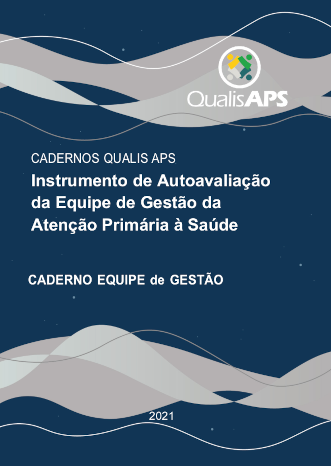 QualisAPS
CADERNOS QUALIS APS
Instrumento de Autoavaliação
da Equipe de Gestão da
Atenção Primária à Saúde
CADERNO EQUIPE de GESTÃO
2021